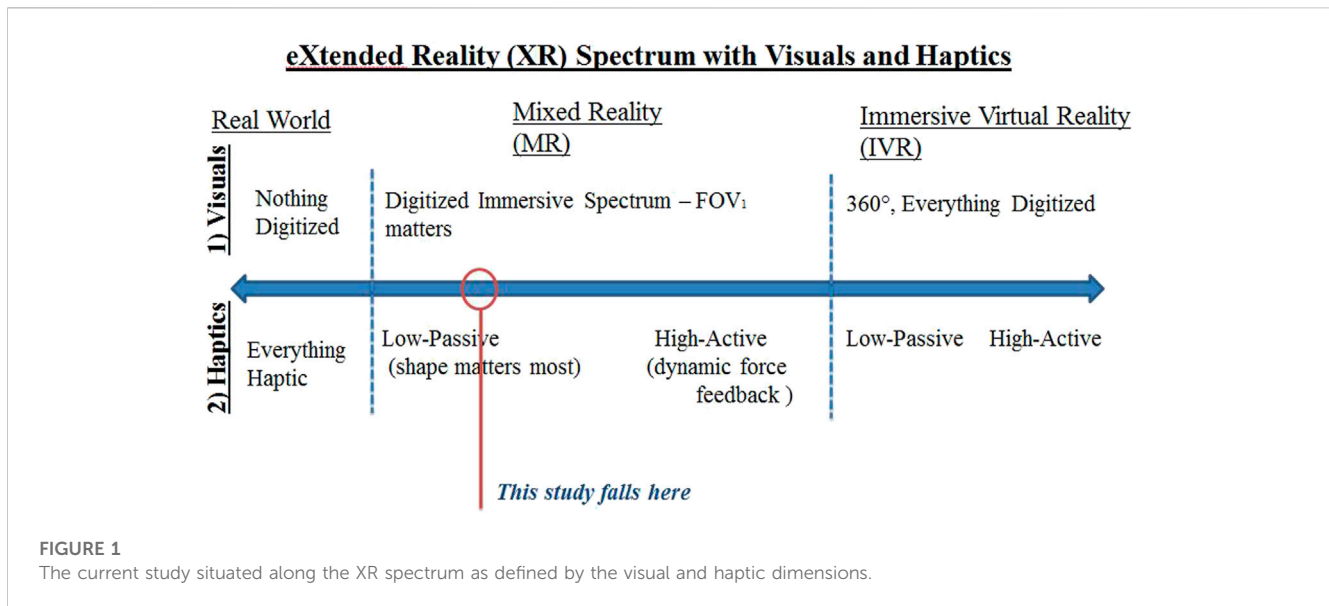 eXtended Reality (XR) Spectrum with Visuals and Haptics
Real World
Mixed Reality
(MR)
Immersive Virtual Reality
(IVR)
1) Visuals
Nothing
Digitized
Digitized Immersive Spectrum – FOV₁
matters
360°, Everything Digitized
2) Haptics
Everything
Haptic
Low-Passive
(shape matters most)
High-Active
(dynamic force
feedback )
Low-Passive
High-Active
This study falls here
FIGURE 1
The current study situated along the XR spectrum as defined by the visual and haptic dimensions.